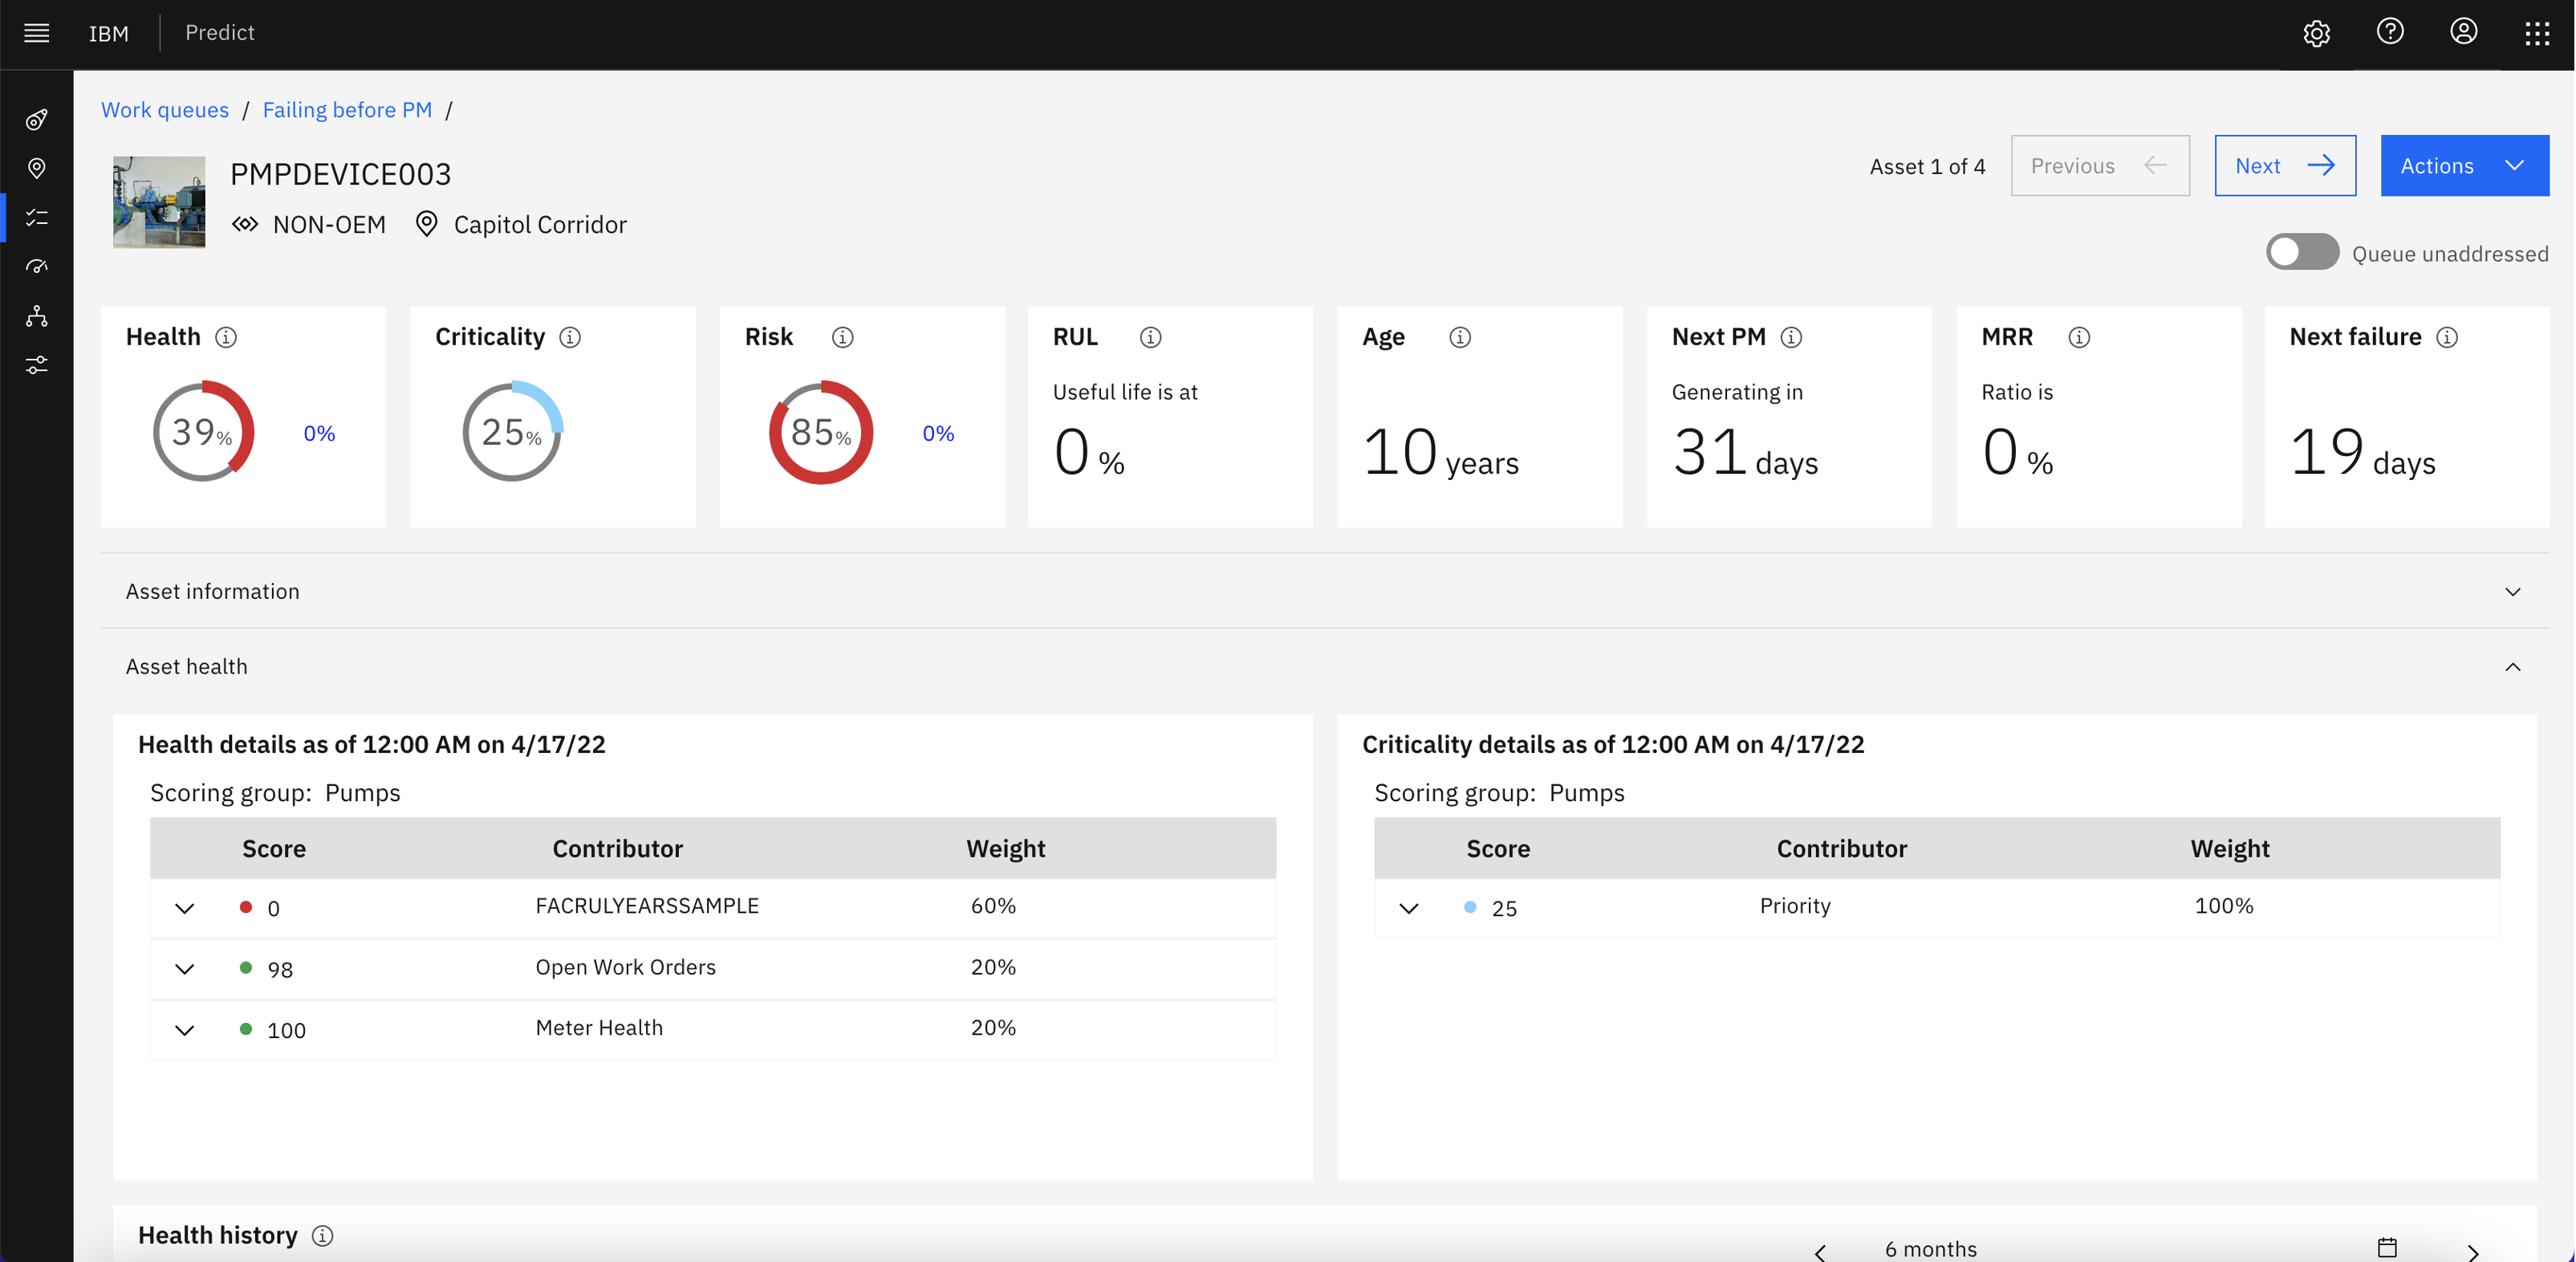 IBM Predict
Work queues / Failing before PM /
PMPDEVICE003
NON-OEM Capitol Corridor
Asset 1 of 4 Previous Next Actions
Queue unaddressed
Health Criticality Risk RUL Age Next PM MRR Next failure
Useful life is at Generating in Ratio is
39% 0% 25% 85% 0% 0 % 10 years 31 days 0 % 19 days
Asset information
Asset health
Health details as of 12:00 AM on 4/17/22
Scoring group: Pumps
Score Contributor Weight
0 FACRULYEARSSAMPLE 60%
98 Open Work Orders 20%
100 Meter Health 20%
Criticality details as of 12:00 AM on 4/17/22
Scoring group: Pumps
Score Contributor Weight
25 Priority 100%
Health history
6 months